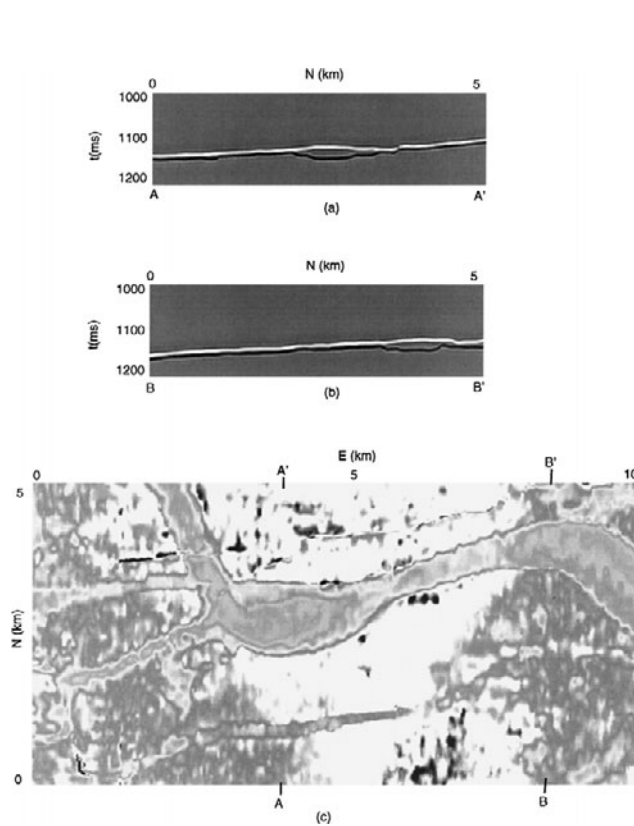 N (km)
0 5
1000
1100
t(ms)
1200
A A'
(a)
N (km)
0 5
1000
1100
t(ms)
1200
B B'
(b)
E (km)
0 A' 5 B' 10
5
N (km)
0
A B
(c)